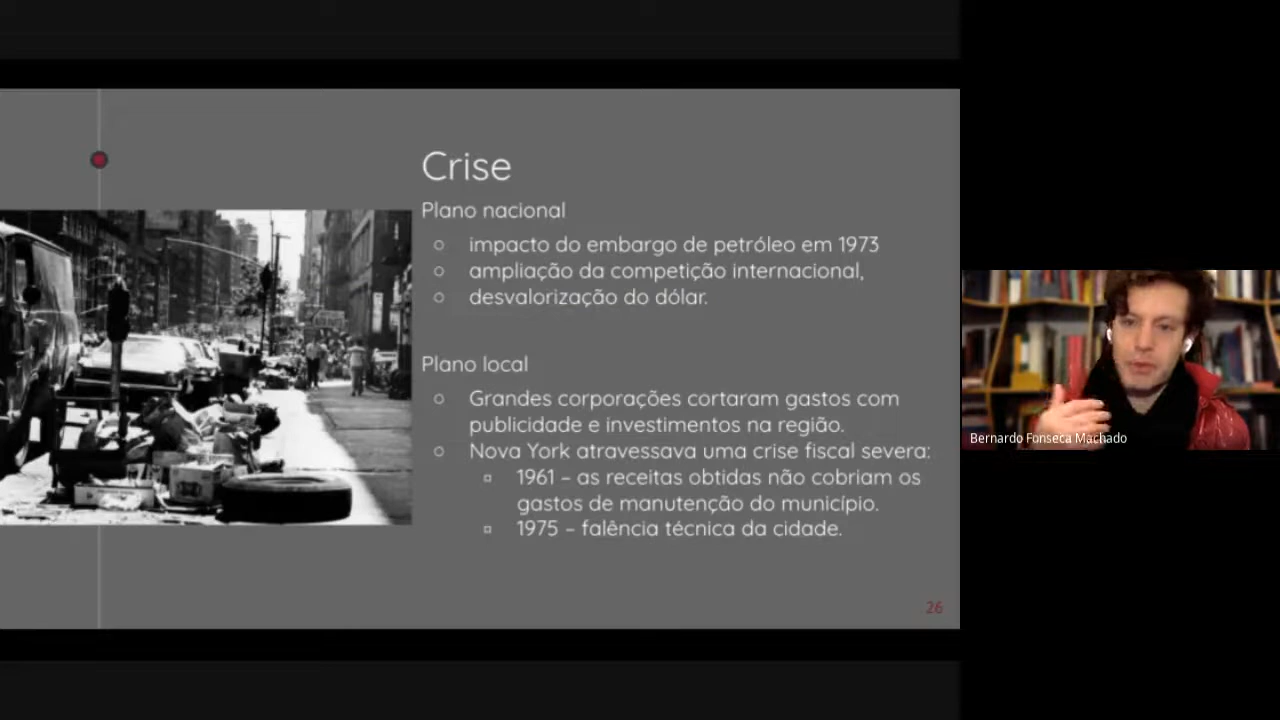 Crise
Plano nacional
○ impacto do embargo de petróleo em 1973
○ ampliação da competição internacional,
○ desvalorização do dólar.
Plano local
○ Grandes corporações cortaram gastos com
publicidade e investimentos na região.
○ Nova York atravessava uma crise fiscal severa:
▫ 1961 – as receitas obtidas não cobriam os
gastos de manutenção do município.
▫ 1975 – falência técnica da cidade.
26
Bernardo Fonseca Machado